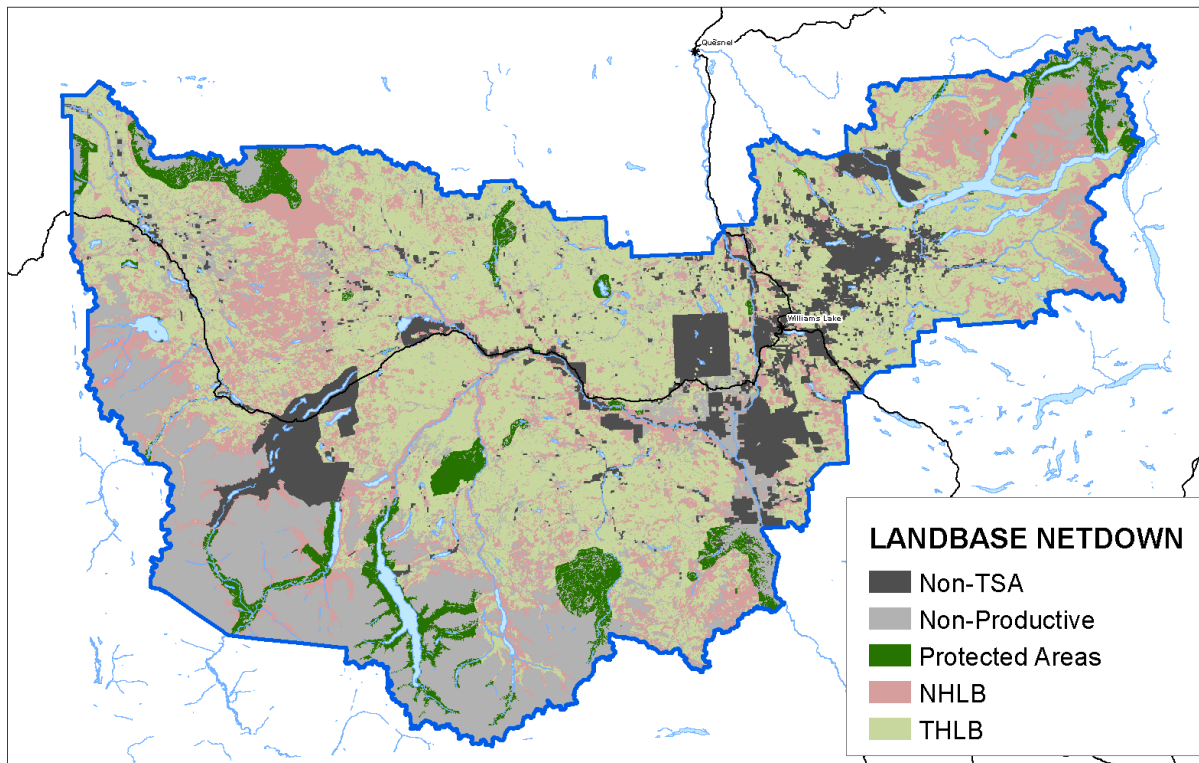 Quesnel
Williams Lake
LANDBASE NETDOWN
Non-TSA
Non-Productive
Protected Areas
NHLB
THLB